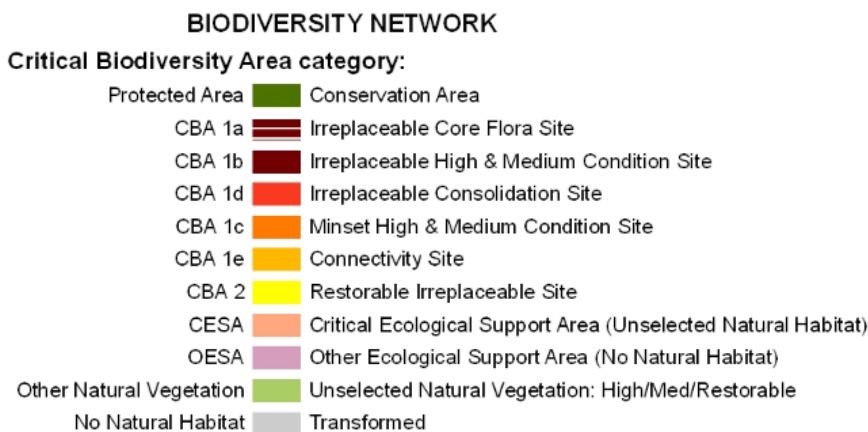 BIODIVERSITY NETWORK
Critical Biodiversity Area category:
Protected Area Conservation Area
CBA 1a Irreplaceable Core Flora Site
CBA 1b Irreplaceable High & Medium Condition Site
CBA 1d Irreplaceable Consolidation Site
CBA 1c Minset High & Medium Condition Site
CBA 1e Connectivity Site
CBA 2 Restorable Irreplaceable Site
CESA Critical Ecological Support Area (Unselected Natural Habitat)
OESA Other Ecological Support Area (No Natural Habitat)
Other Natural Vegetation Unselected Natural Vegetation: High/Med/Restorable
No Natural Habitat Transformed